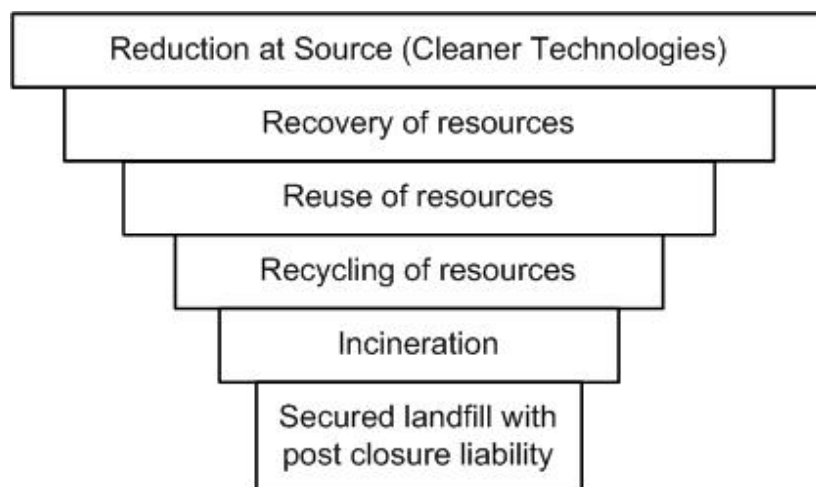 Reduction at Source (Cleaner Technologies)
Recovery of resources
Reuse of resources
Recycling of resources
Incineration
Secured landfill with
post closure liability